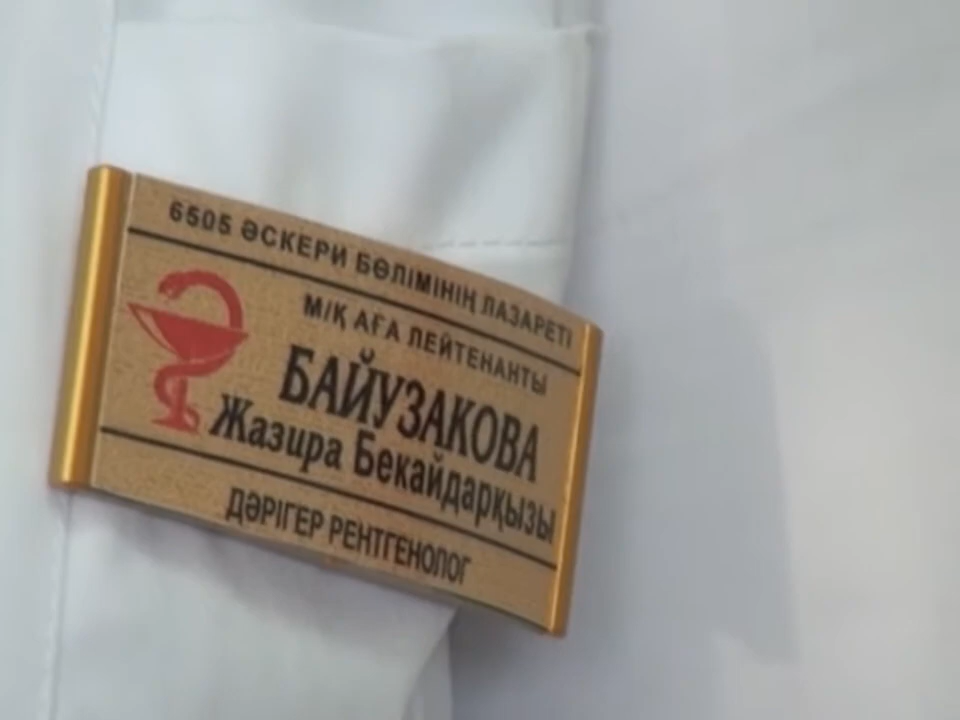 6505 ӘСКЕРИ БӨЛІМІНІҢ ЛАЗАРЕТІ
М/Қ АҒА ЛЕЙТЕНАНТЫ
БАЙУЗАКОВА
Жазира Бекайдарқызы
ДӘРІГЕР РЕНТГЕНОЛОГ